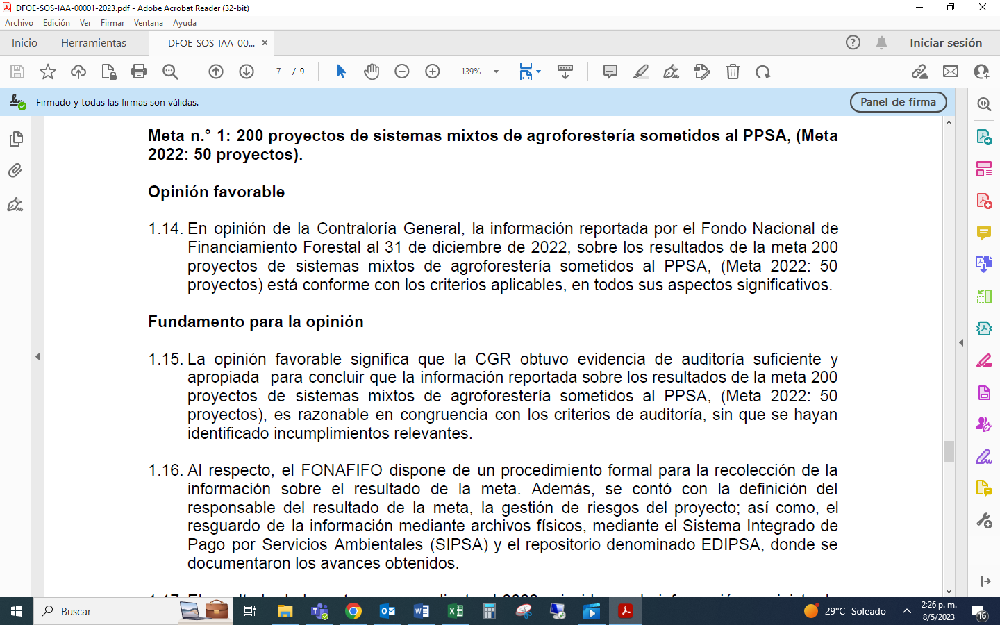 DFOE-SOS-IAA-00001-2023.pdf - Adobe Acrobat Reader (32-bit)
Archivo Edición Ver Firmar Ventana Ayuda
Inicio Herramientas DFOE-SOS-IAA-00... × Iniciar sesión
7 / 9 139%
Firmado y todas las firmas son válidas. Panel de firma
Meta n.° 1: 200 proyectos de sistemas mixtos de agroforestería sometidos al PPSA, (Meta
2022: 50 proyectos).
Opinión favorable
1.14. En opinión de la Contraloría General, la información reportada por el Fondo Nacional de
Financiamiento Forestal al 31 de diciembre de 2022, sobre los resultados de la meta 200
proyectos de sistemas mixtos de agroforestería sometidos al PPSA, (Meta 2022: 50
proyectos) está conforme con los criterios aplicables, en todos sus aspectos significativos.
Fundamento para la opinión
1.15. La opinión favorable significa que la CGR obtuvo evidencia de auditoría suficiente y
apropiada para concluir que la información reportada sobre los resultados de la meta 200
proyectos de sistemas mixtos de agroforestería sometidos al PPSA, (Meta 2022: 50
proyectos), es razonable en congruencia con los criterios de auditoría, sin que se hayan
identificado incumplimientos relevantes.
1.16. Al respecto, el FONAFIFO dispone de un procedimiento formal para la recolección de la
información sobre el resultado de la meta. Además, se contó con la definición del
responsable del resultado de la meta, la gestión de riesgos del proyecto; así como, el
resguardo de la información mediante archivos físicos, mediante el Sistema Integrado de
Pago por Servicios Ambientales (SIPSA) y el repositorio denominado EDIPSA, donde se
documentaron los avances obtenidos.
Buscar 29°C Soleado 2:26 p. m.
8/5/2023 16